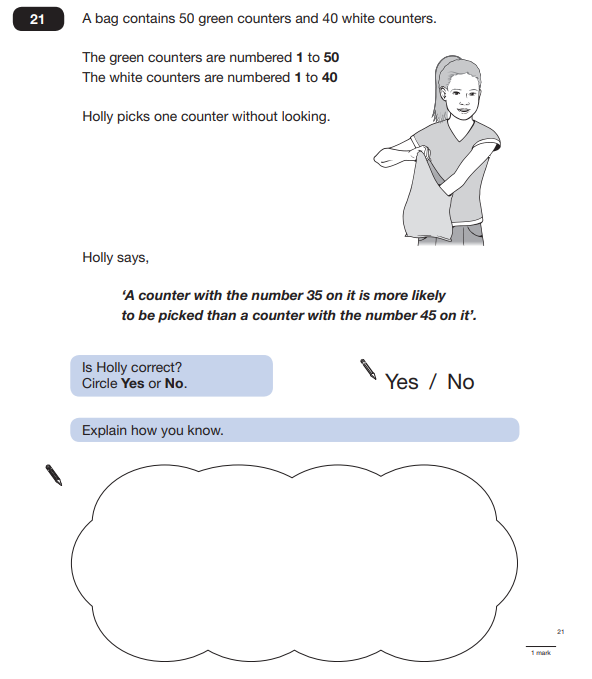 21
A bag contains 50 green counters and 40 white counters.
The green counters are numbered 1 to 50
The white counters are numbered 1 to 40
Holly picks one counter without looking.
Holly says,
‘A counter with the number 35 on it is more likely
to be picked than a counter with the number 45 on it’.
Is Holly correct?
Circle Yes or No.
Yes / No
Explain how you know.
21
1 mark